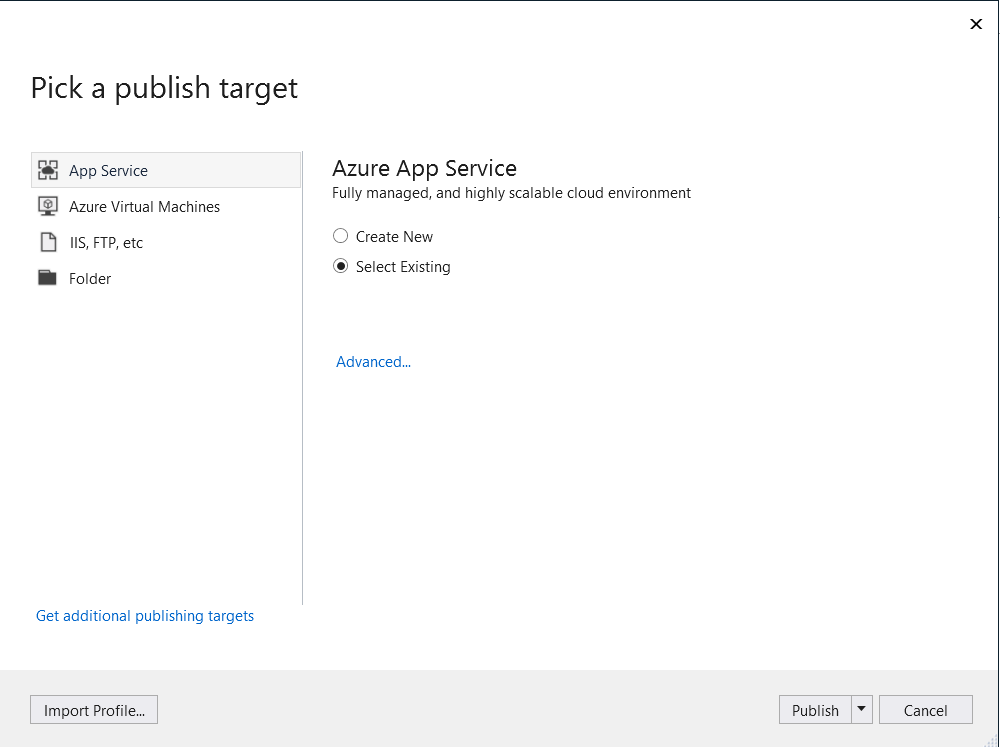 Pick a publish target
App Service
Azure Virtual Machines
IIS, FTP, etc
Folder
Azure App Service
Fully managed, and highly scalable cloud environment
Create New
Select Existing
Advanced...
Get additional publishing targets
Import Profile...
Publish
Cancel